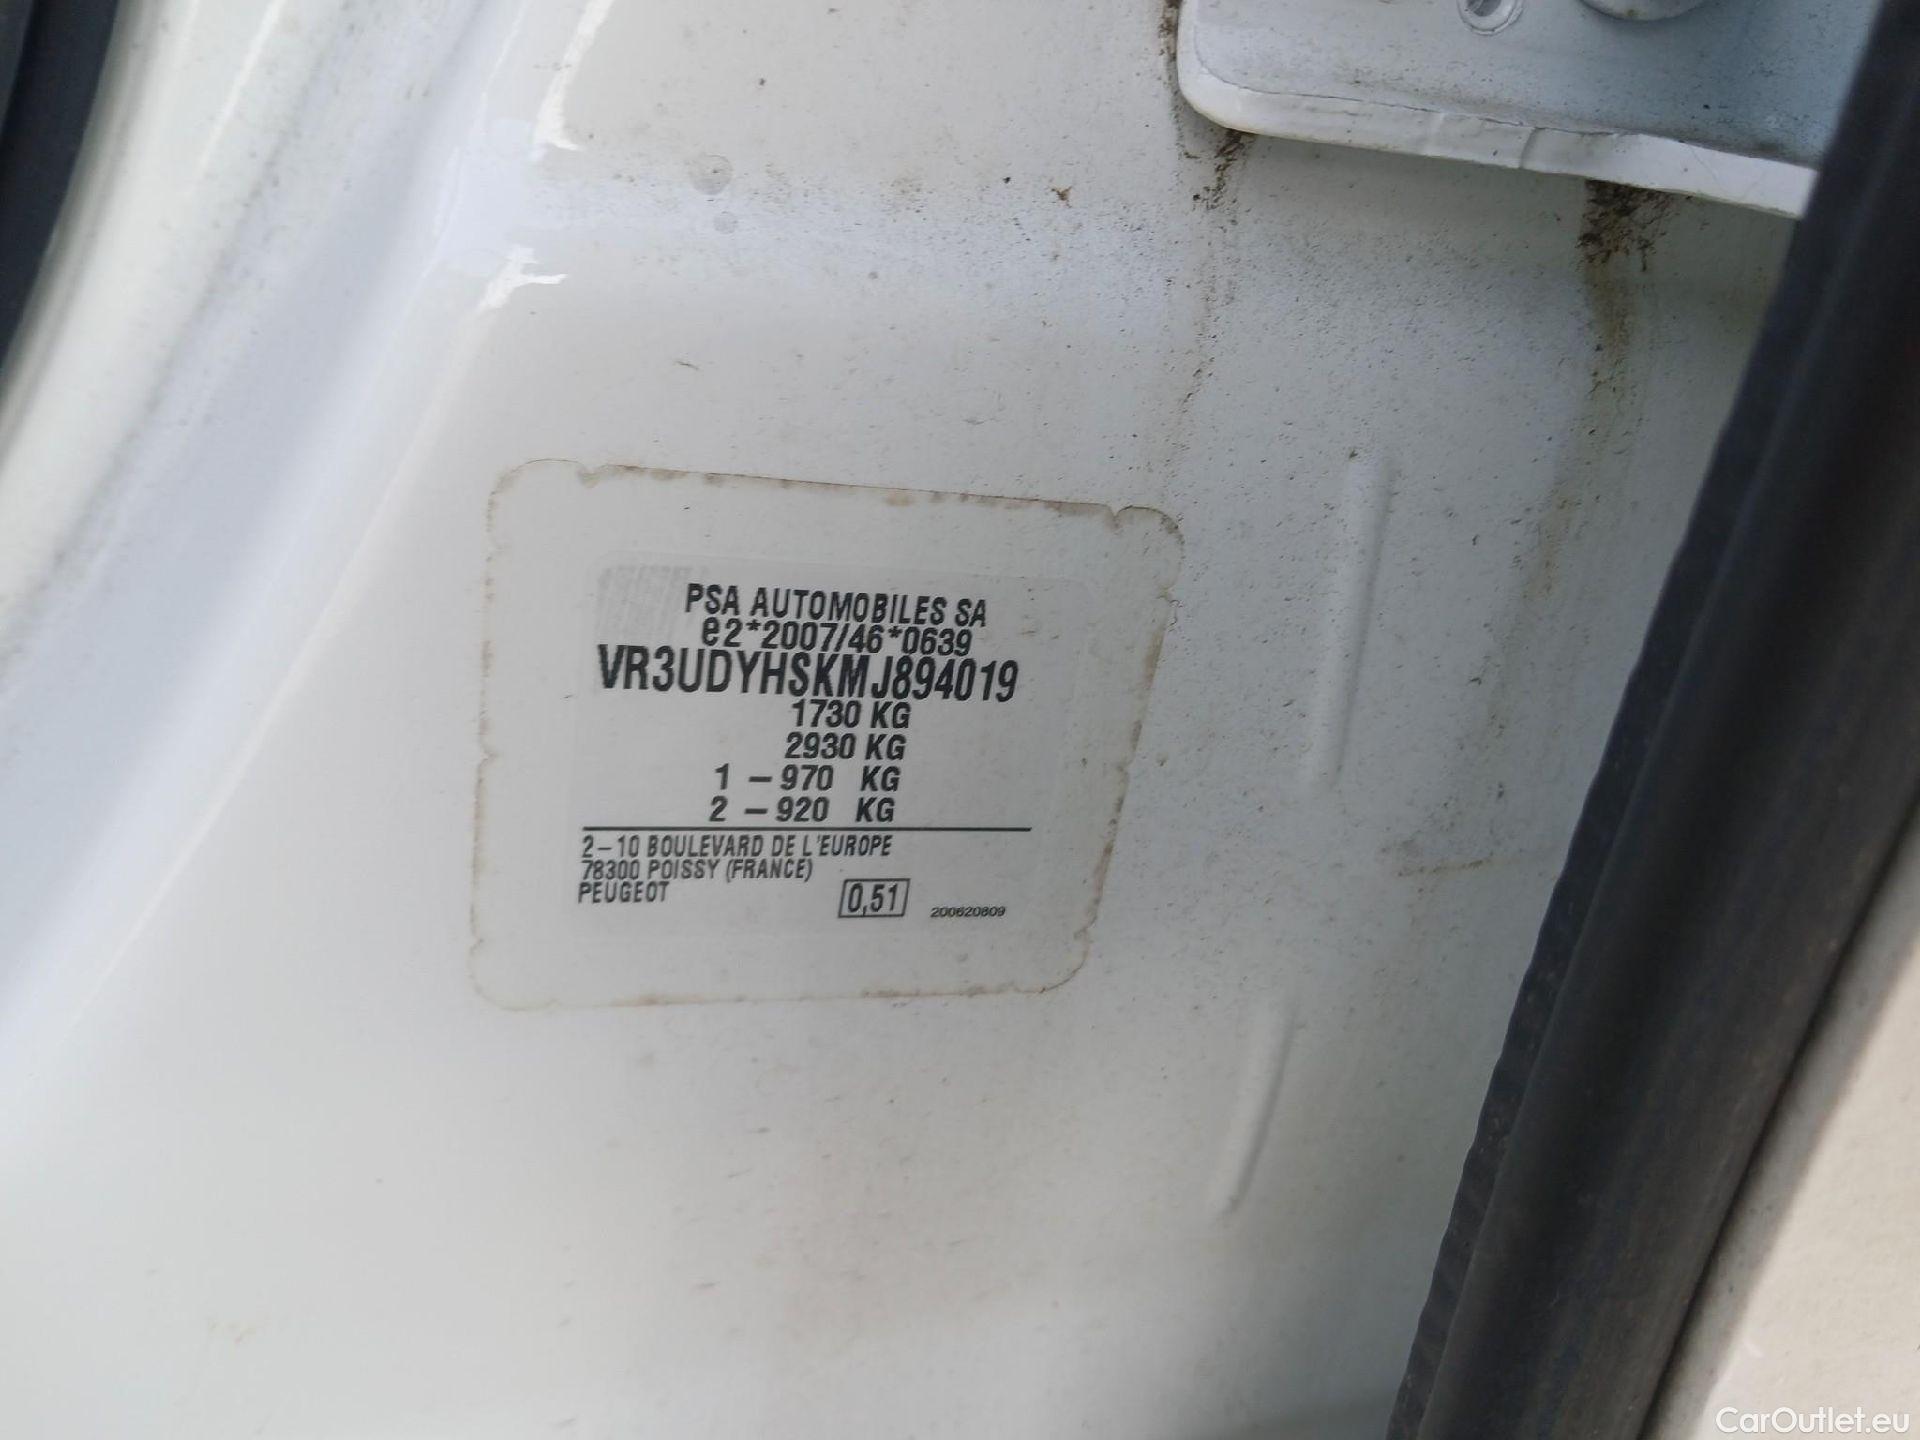 PSA AUTOMOBILES SA
e2*2007/46*0639
VR3UDYHSKMJ894019
1730 KG
2930 KG
1 – 970 KG
2 – 920 KG
2–10 BOULEVARD DE L'EUROPE
78300 POISSY (FRANCE)
PEUGEOT
0,51
200620809
CarOutlet.eu